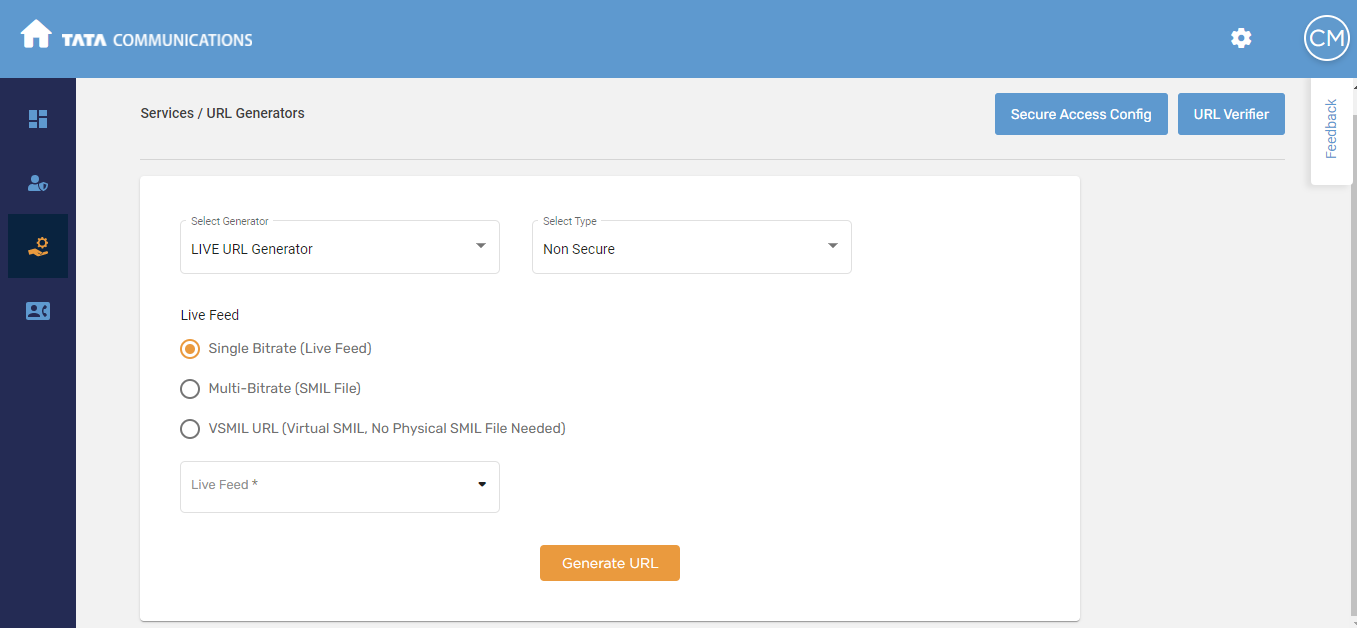 TATA COMMUNICATIONS
CM
Services / URL Generators
Secure Access Config
URL Verifier
Feedback
Select Generator
LIVE URL Generator
Select Type
Non Secure
Live Feed
Single Bitrate (Live Feed)
Multi-Bitrate (SMIL File)
VSMIL URL (Virtual SMIL, No Physical SMIL File Needed)
Live Feed *
Generate URL